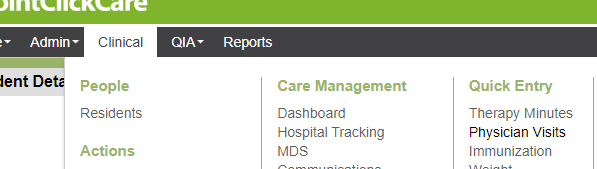 ointClickCare
Admin Clinical QIA Reports
dent Deta
People
Residents
Actions
Care Management
Dashboard
Hospital Tracking
MDS
Communications
Quick Entry
Therapy Minutes
Physician Visits
Immunization
Weight